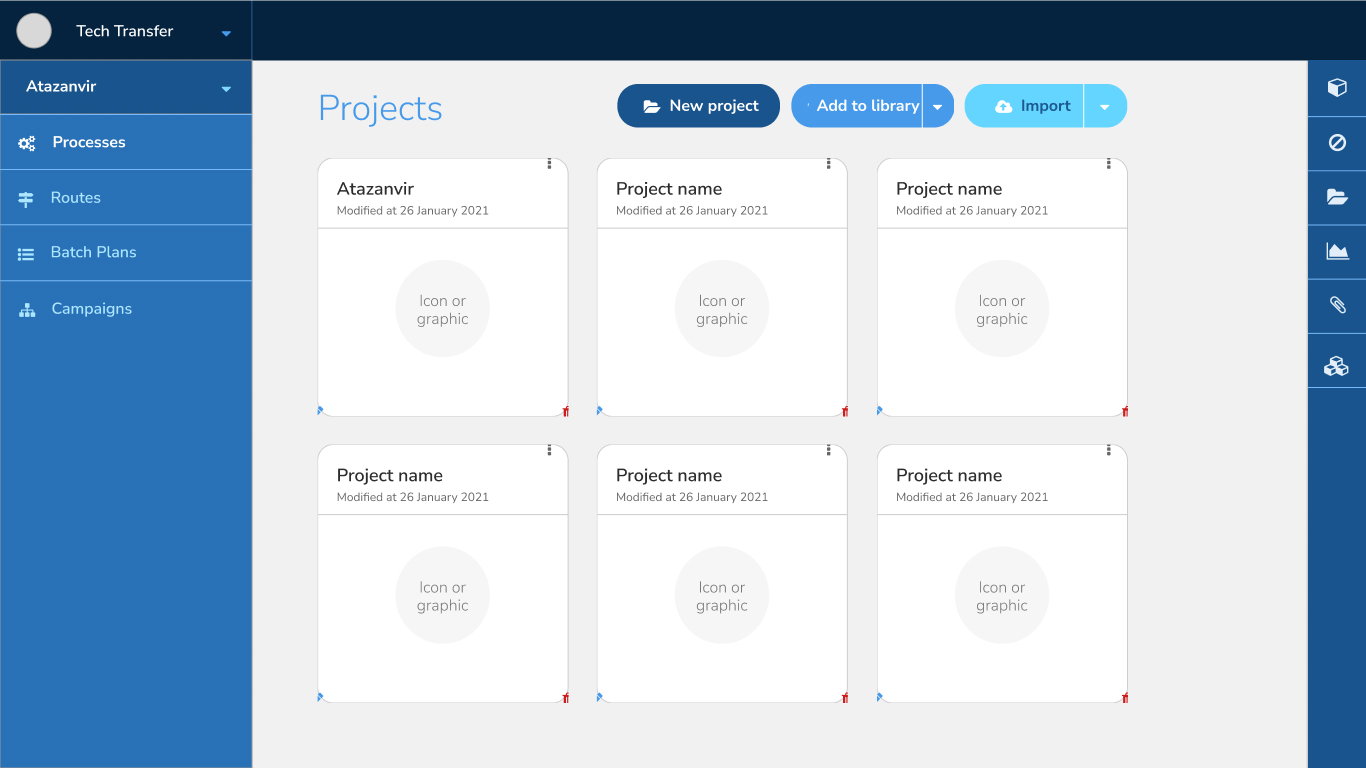 Tech Transfer
Atazanvir
Processes
Routes
Batch Plans
Campaigns
Projects
New project
Add to library
Import
Atazanvir
Modified at 26 January 2021
Icon or
graphic
Project name
Modified at 26 January 2021
Icon or
graphic
Project name
Modified at 26 January 2021
Icon or
graphic
Project name
Modified at 26 January 2021
Icon or
graphic
Project name
Modified at 26 January 2021
Icon or
graphic
Project name
Modified at 26 January 2021
Icon or
graphic